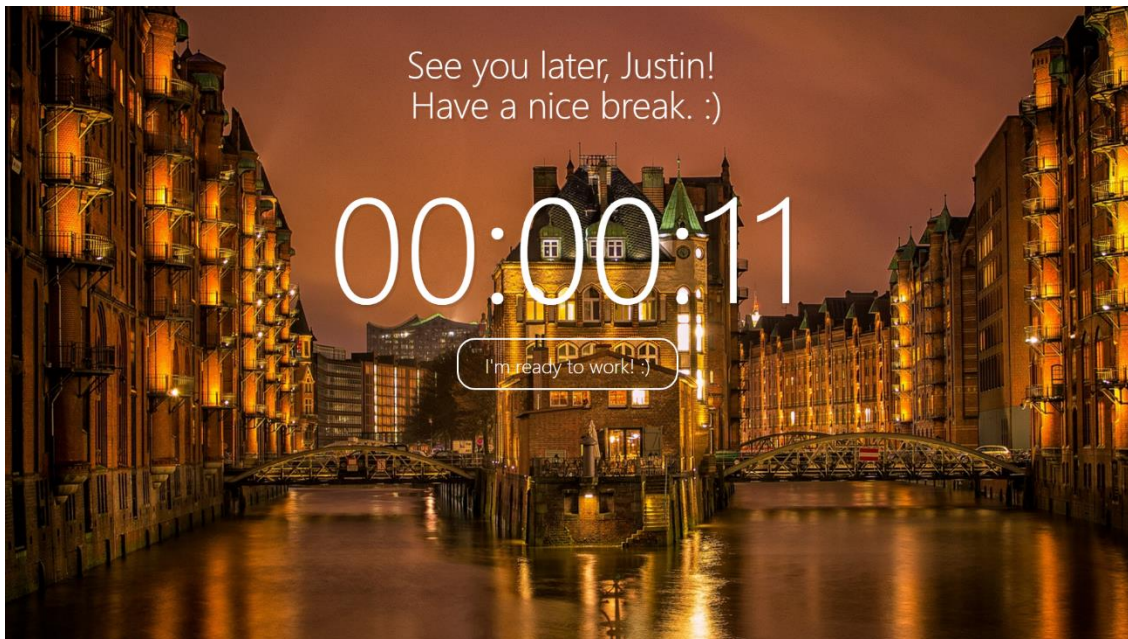 See you later, Justin!
Have a nice break. :)
00:00:11
I'm ready to work! :)